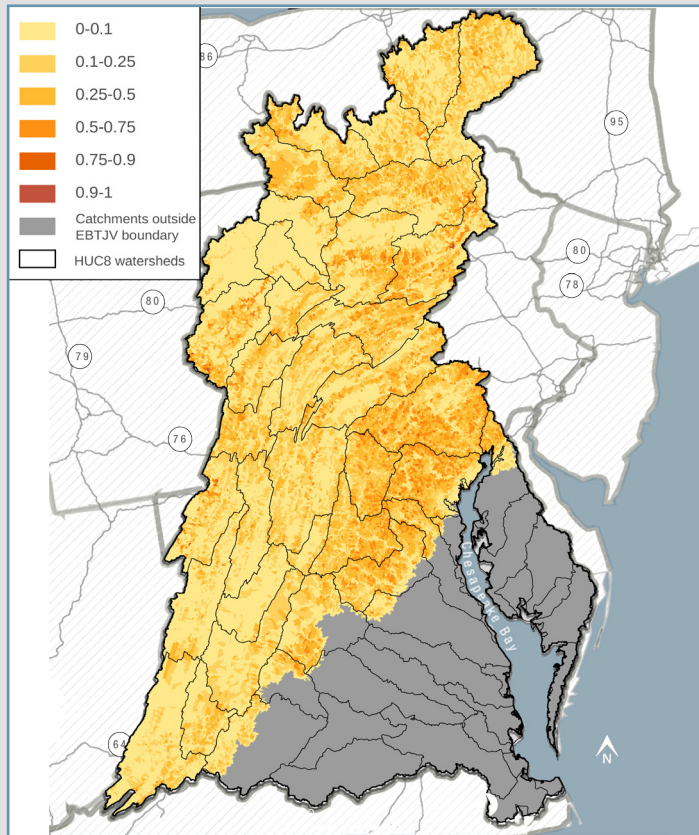 0-0.1
0.1-0.25
0.25-0.5
0.5-0.75
0.75-0.9
0.9-1
Catchments outside
EBTJV boundary
HUC8 watersheds
86
95
80
78
80
79
76
Chesapeake Bay
64
N